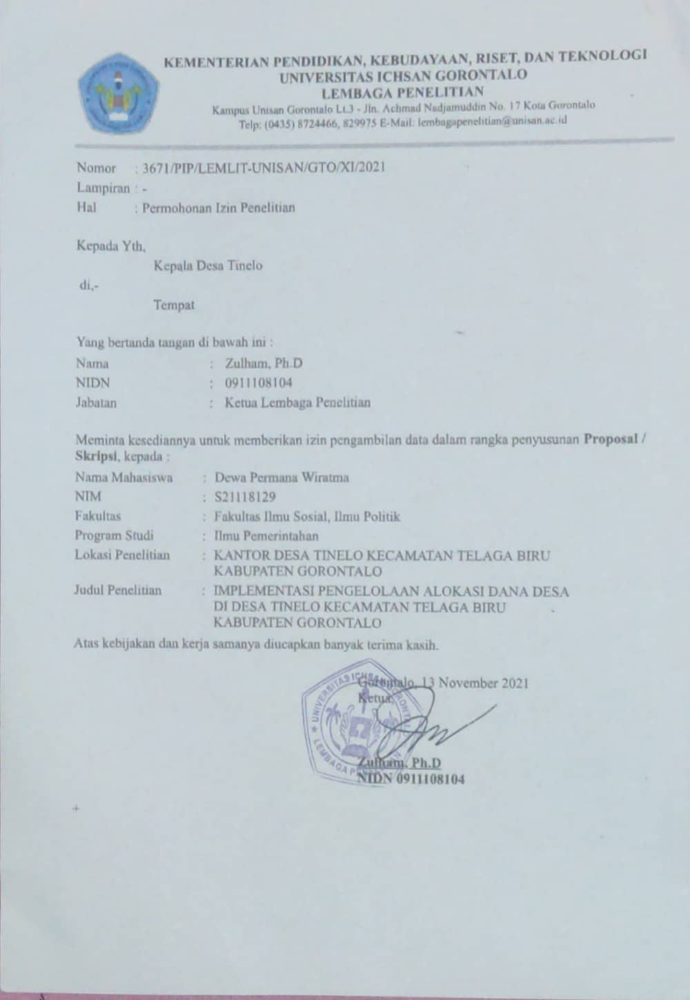 KEMENTERIAN PENDIDIKAN, KEBUDAYAAN, RISET, DAN TEKNOLOGI
UNIVERSITAS ICHSAN GORONTALO
LEMBAGA PENELITIAN
Kampus Unisan Gorontalo Lt.3 - Jln. Achmad Nadjamuddin No. 17 Kota Gorontalo
Telp: (0435) 8724466, 829975 E-Mail: lembagapenelitian@unisan.ac.id
Nomor : 3671/PIP/LEMLIT-UNISAN/GTO/XI/2021
Lampiran : -
Hal : Permohonan Izin Penelitian
Kepada Yth,
Kepala Desa Tinelo
di,-
Tempat
Yang bertanda tangan di bawah ini :
Nama : Zulham, Ph.D
NIDN : 0911108104
Jabatan : Ketua Lembaga Penelitian
Meminta kesediannya untuk memberikan izin pengambilan data dalam rangka penyusunan Proposal /
Skripsi, kepada :
Nama Mahasiswa : Dewa Permana Wiratma
NIM : S21118129
Fakultas : Fakultas Ilmu Sosial, Ilmu Politik
Program Studi : Ilmu Pemerintahan
Lokasi Penelitian : KANTOR DESA TINELO KECAMATAN TELAGA BIRU
KABUPATEN GORONTALO
Judul Penelitian : IMPLEMENTASI PENGELOLAAN ALOKASI DANA DESA
DI DESA TINELO KECAMATAN TELAGA BIRU
KABUPATEN GORONTALO
Atas kebijakan dan kerja samanya diucapkan banyak terima kasih.
Gorontalo, 13 November 2021
Ketua,
UNIVERSITAS ICHSAN GORONTALO
LEMBAGA PENELITIAN
Zulham, Ph.D
NIDN 0911108104